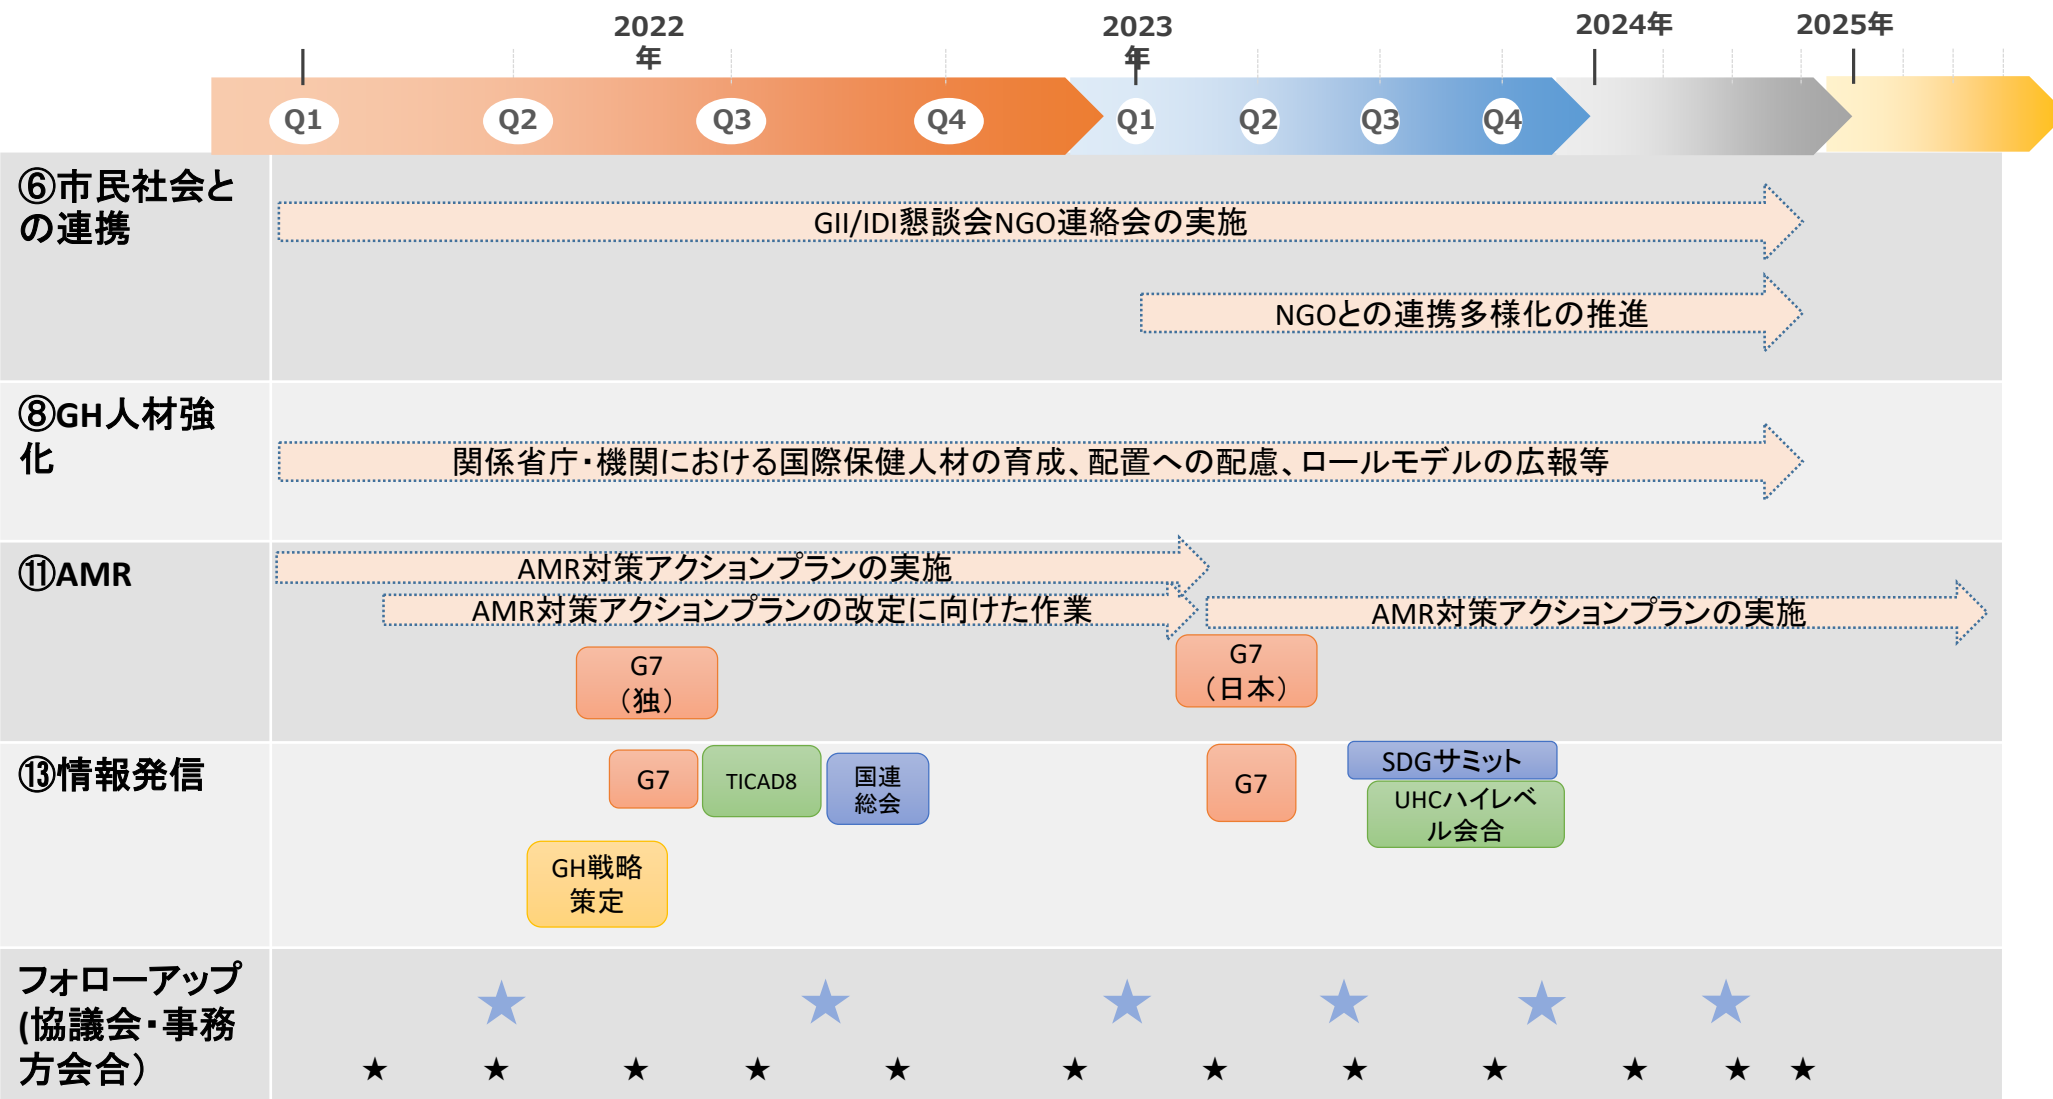 2022
年
2023
年
2024年
2025年
Q1
Q2
Q3
Q4
Q1
Q2
Q3
Q4
⑥市民社会と
の連携
GII/IDI懇談会NGO連絡会の実施
NGOとの連携多様化の推進
⑧GH人材強
化
関係省庁・機関における国際保健人材の育成、配置への配慮、ロールモデルの広報等
⑪AMR
AMR対策アクションプランの実施
AMR対策アクションプランの改定に向けた作業
AMR対策アクションプランの実施
G7
（独）
G7
（日本）
⑬情報発信
G7
TICAD8
国連
総会
G7
SDGサミット
UHCハイレベ
ル会合
GH戦略
策定
フォローアップ
(協議会・事務
方会合）